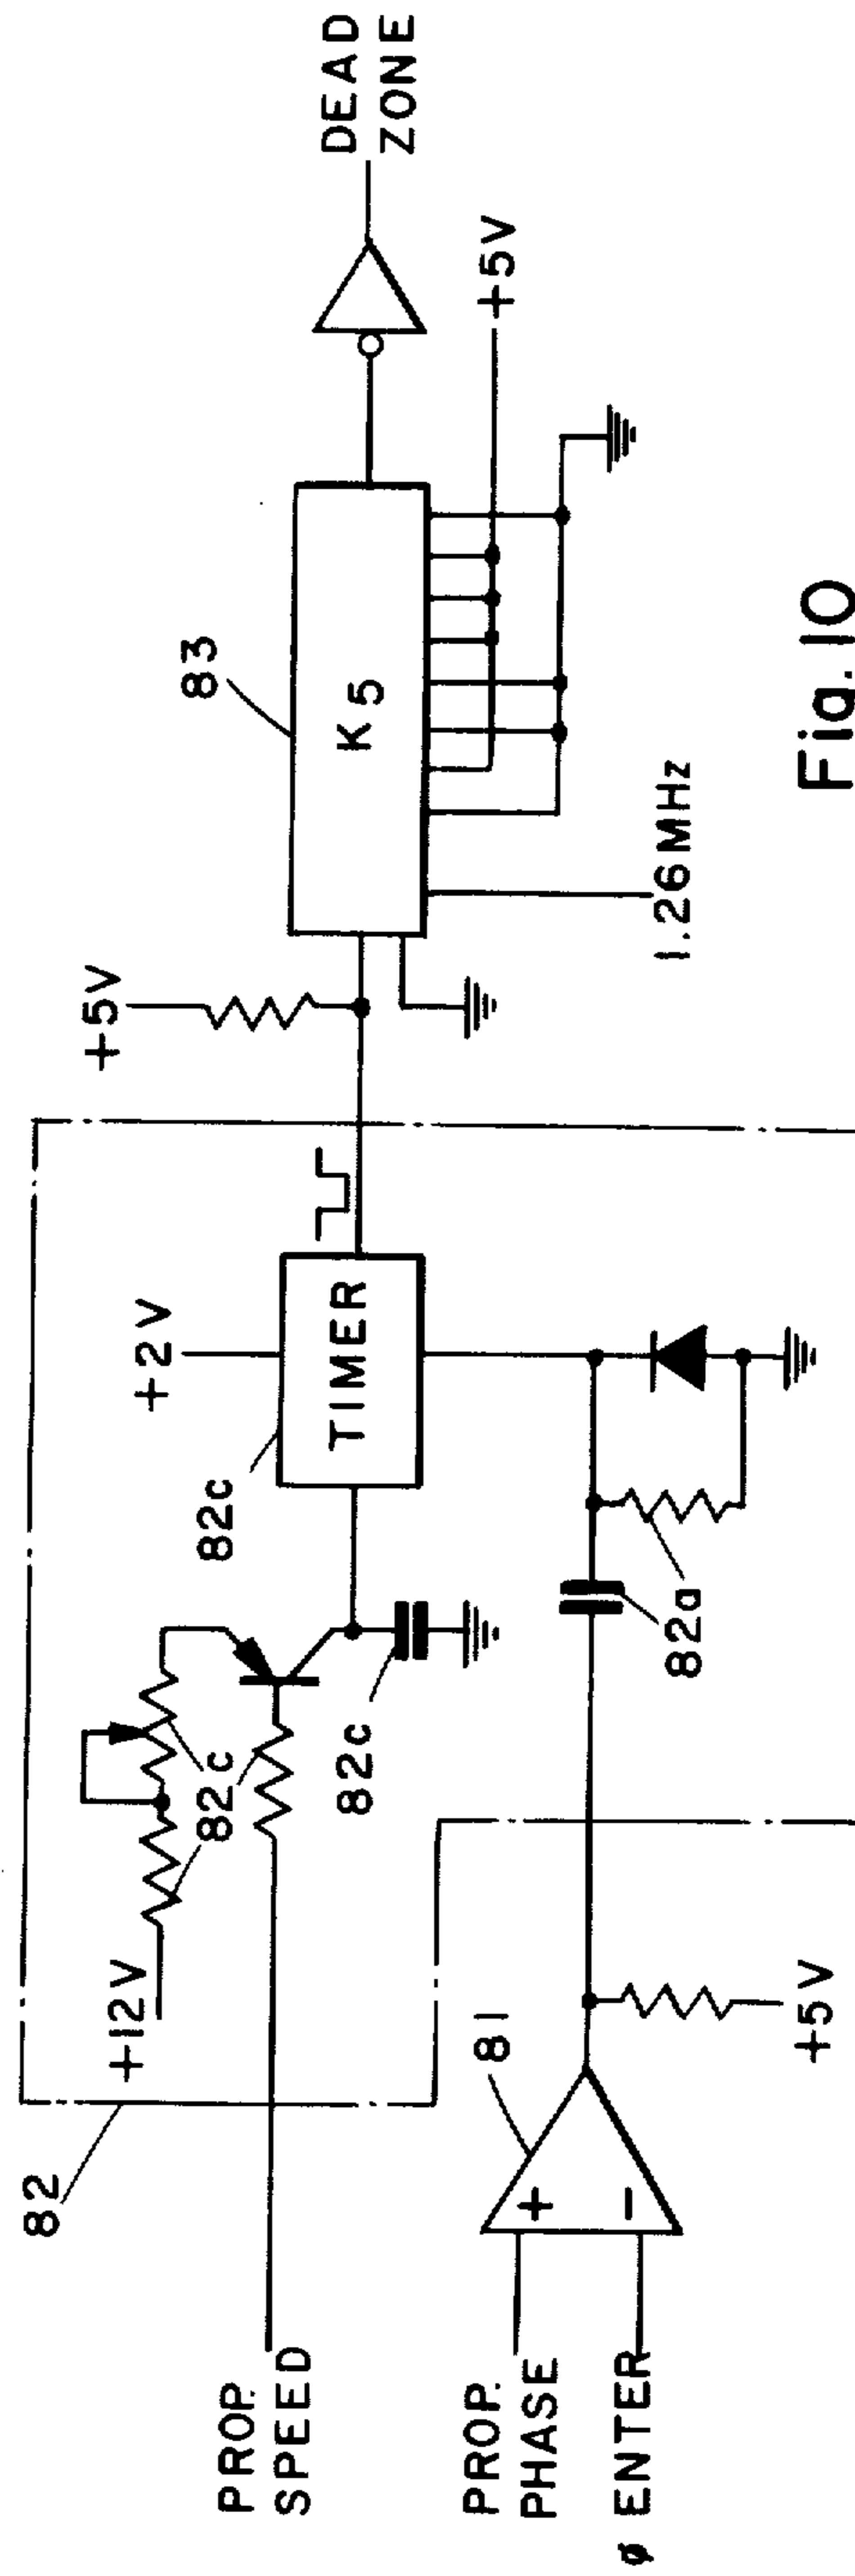 82
+12V
82c
82c
+2V
TIMER
82c
+5V
83
K5
1.26MHz
+5V
DEAD
ZONE
PROP.
SPEED
PROP.
PHASE
ø ENTER
81
+
−
+5V
82a
Fig. 10